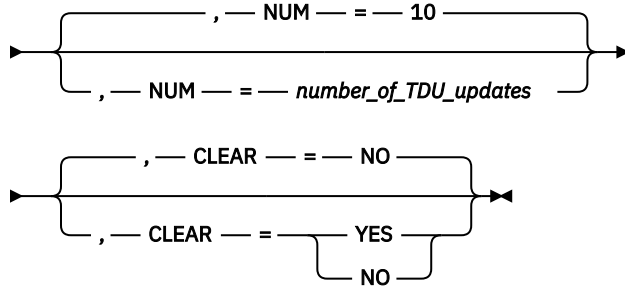 , NUM = 10
, NUM = number_of_TDU_updates
, CLEAR = NO
, CLEAR = YES
NO